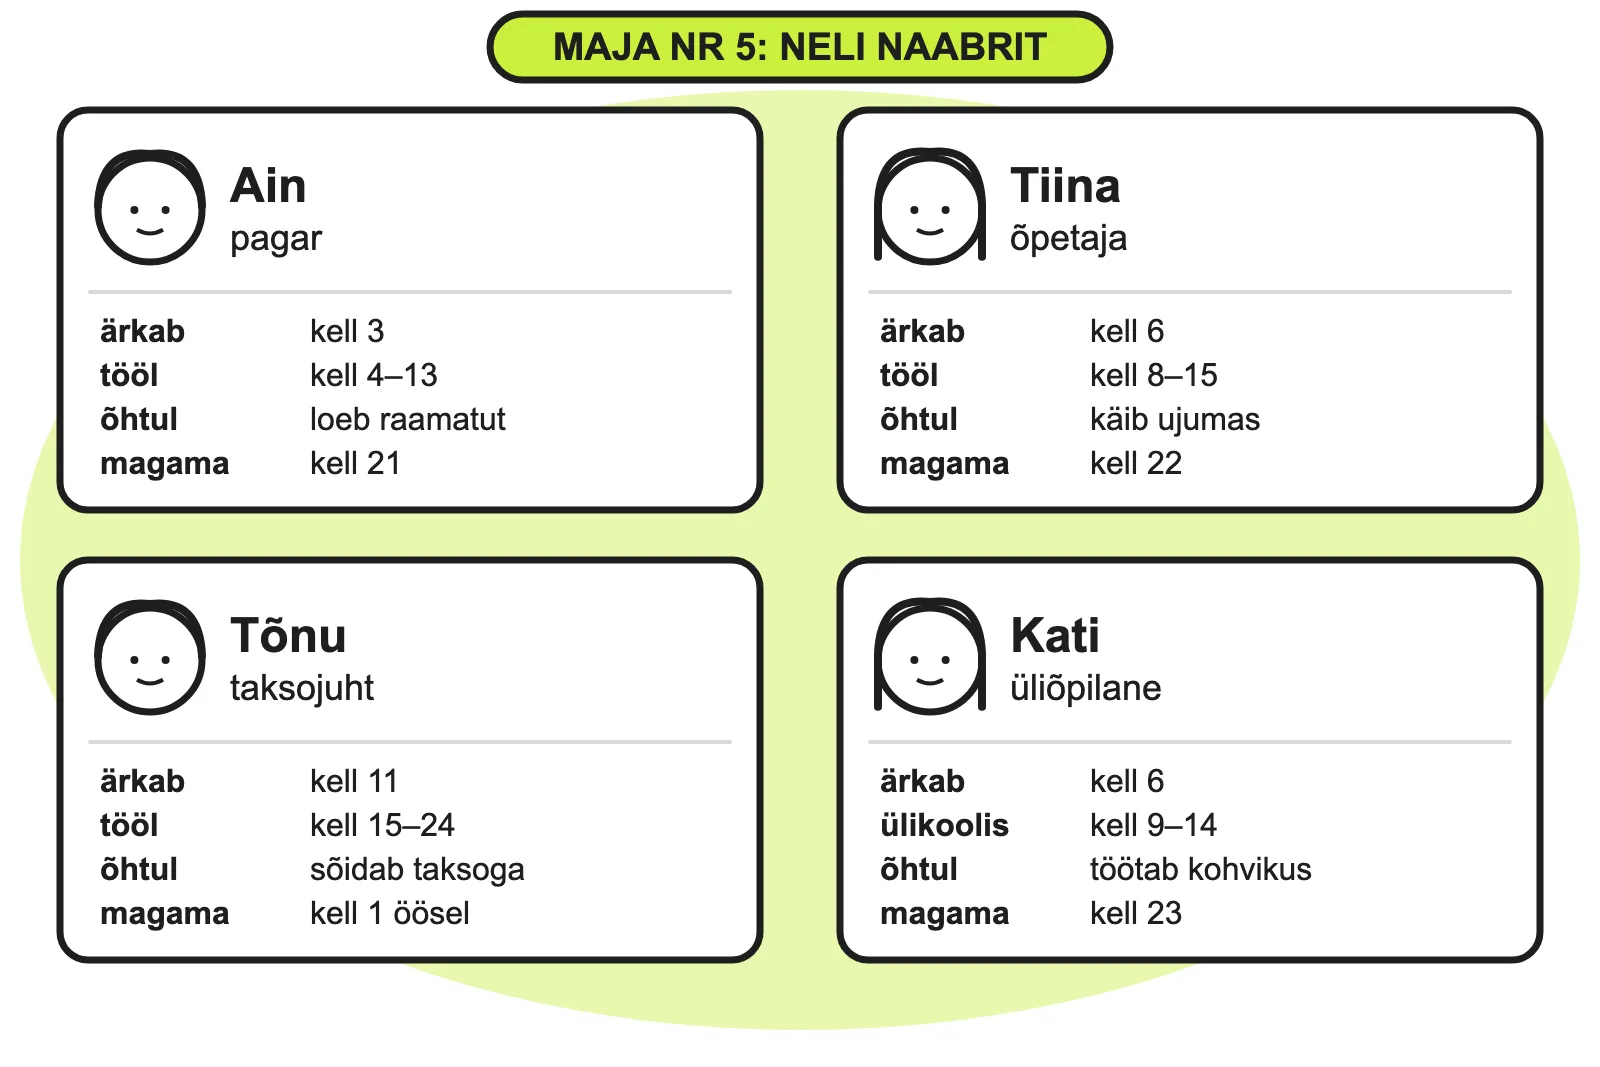 MAJA NR 5: NELI NAABRIT
Ain
pagar
ärkab kell 3
tööl kell 4–13
õhtul loeb raamatut
magama kell 21
Tiina
õpetaja
ärkab kell 6
tööl kell 8–15
õhtul käib ujumas
magama kell 22
Tõnu
taksojuht
ärkab kell 11
tööl kell 15–24
õhtul sõidab taksoga
magama kell 1 öösel
Kati
üliõpilane
ärkab kell 6
ülikoolis kell 9–14
õhtul töötab kohvikus
magama kell 23